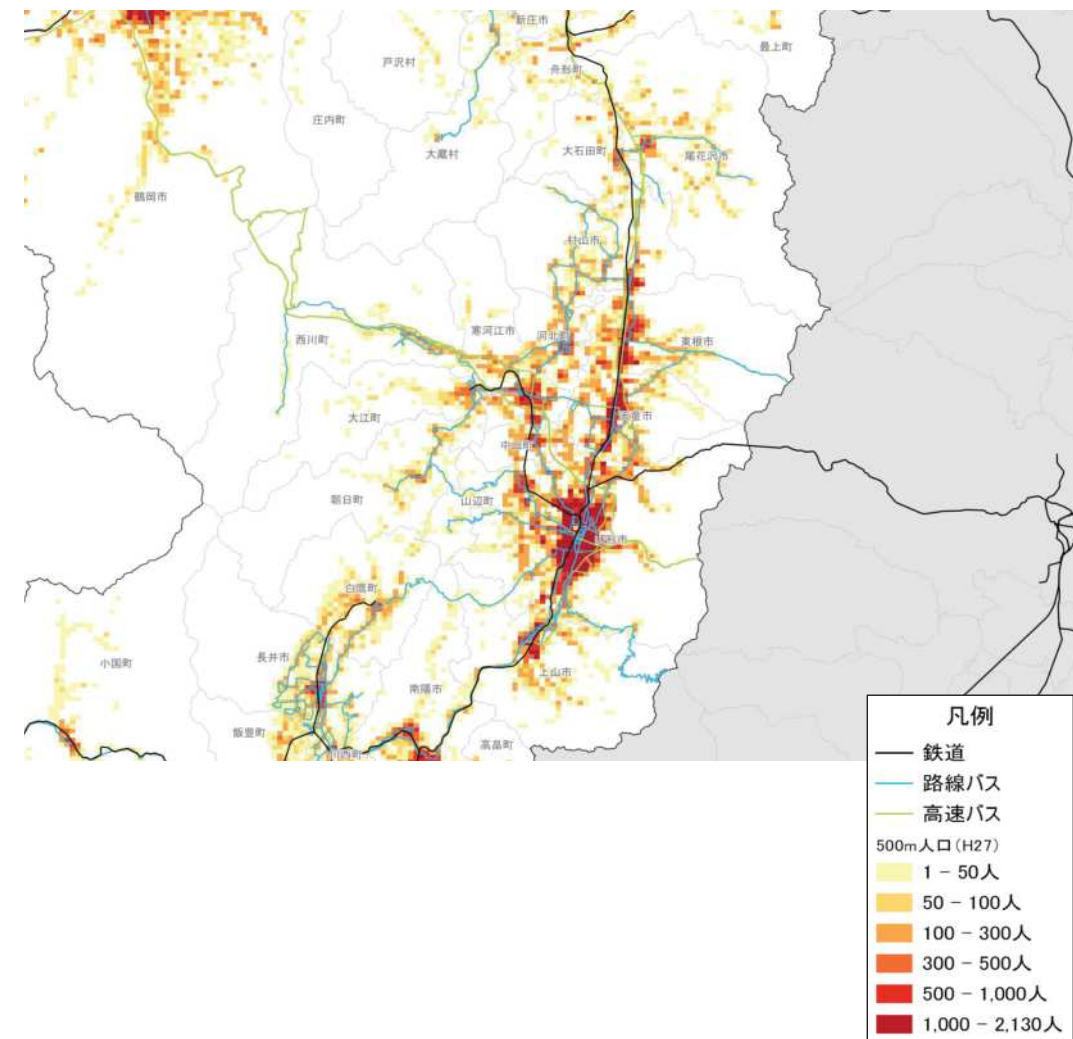 新庄市
最上町
戸沢村
舟形町
庄内町
大蔵村
大石田町
尾花沢市
鶴岡市
村山市
西川町
寒河江市
河北町
東根市
大江町
天童市
中山町
朝日町
山辺町
山形市
白鷹町
小国町
長井市
南陽市
上山市
飯豊町
川西町
高畠町
凡例
鉄道
路線バス
高速バス
500m人口(H27)
1 - 50人
50 - 100人
100 - 300人
300 - 500人
500 - 1,000人
1,000 - 2,130人